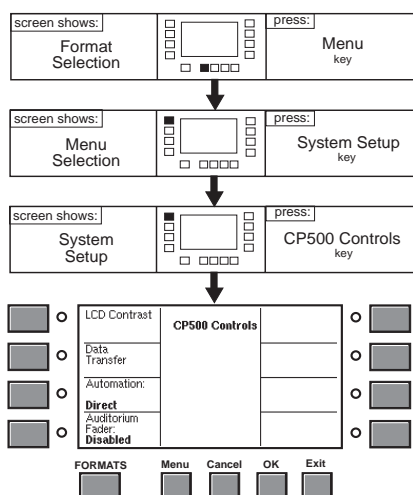 screen shows:
Format
Selection
press:
Menu
key
screen shows:
Menu
Selection
press:
System Setup
key
screen shows:
System
Setup
press:
CP500 Controls
key
LCD Contrast
CP500 Controls
Data
Transfer
Automation:
Direct
Auditorium
Fader:
Disabled
FORMATS Menu Cancel OK Exit